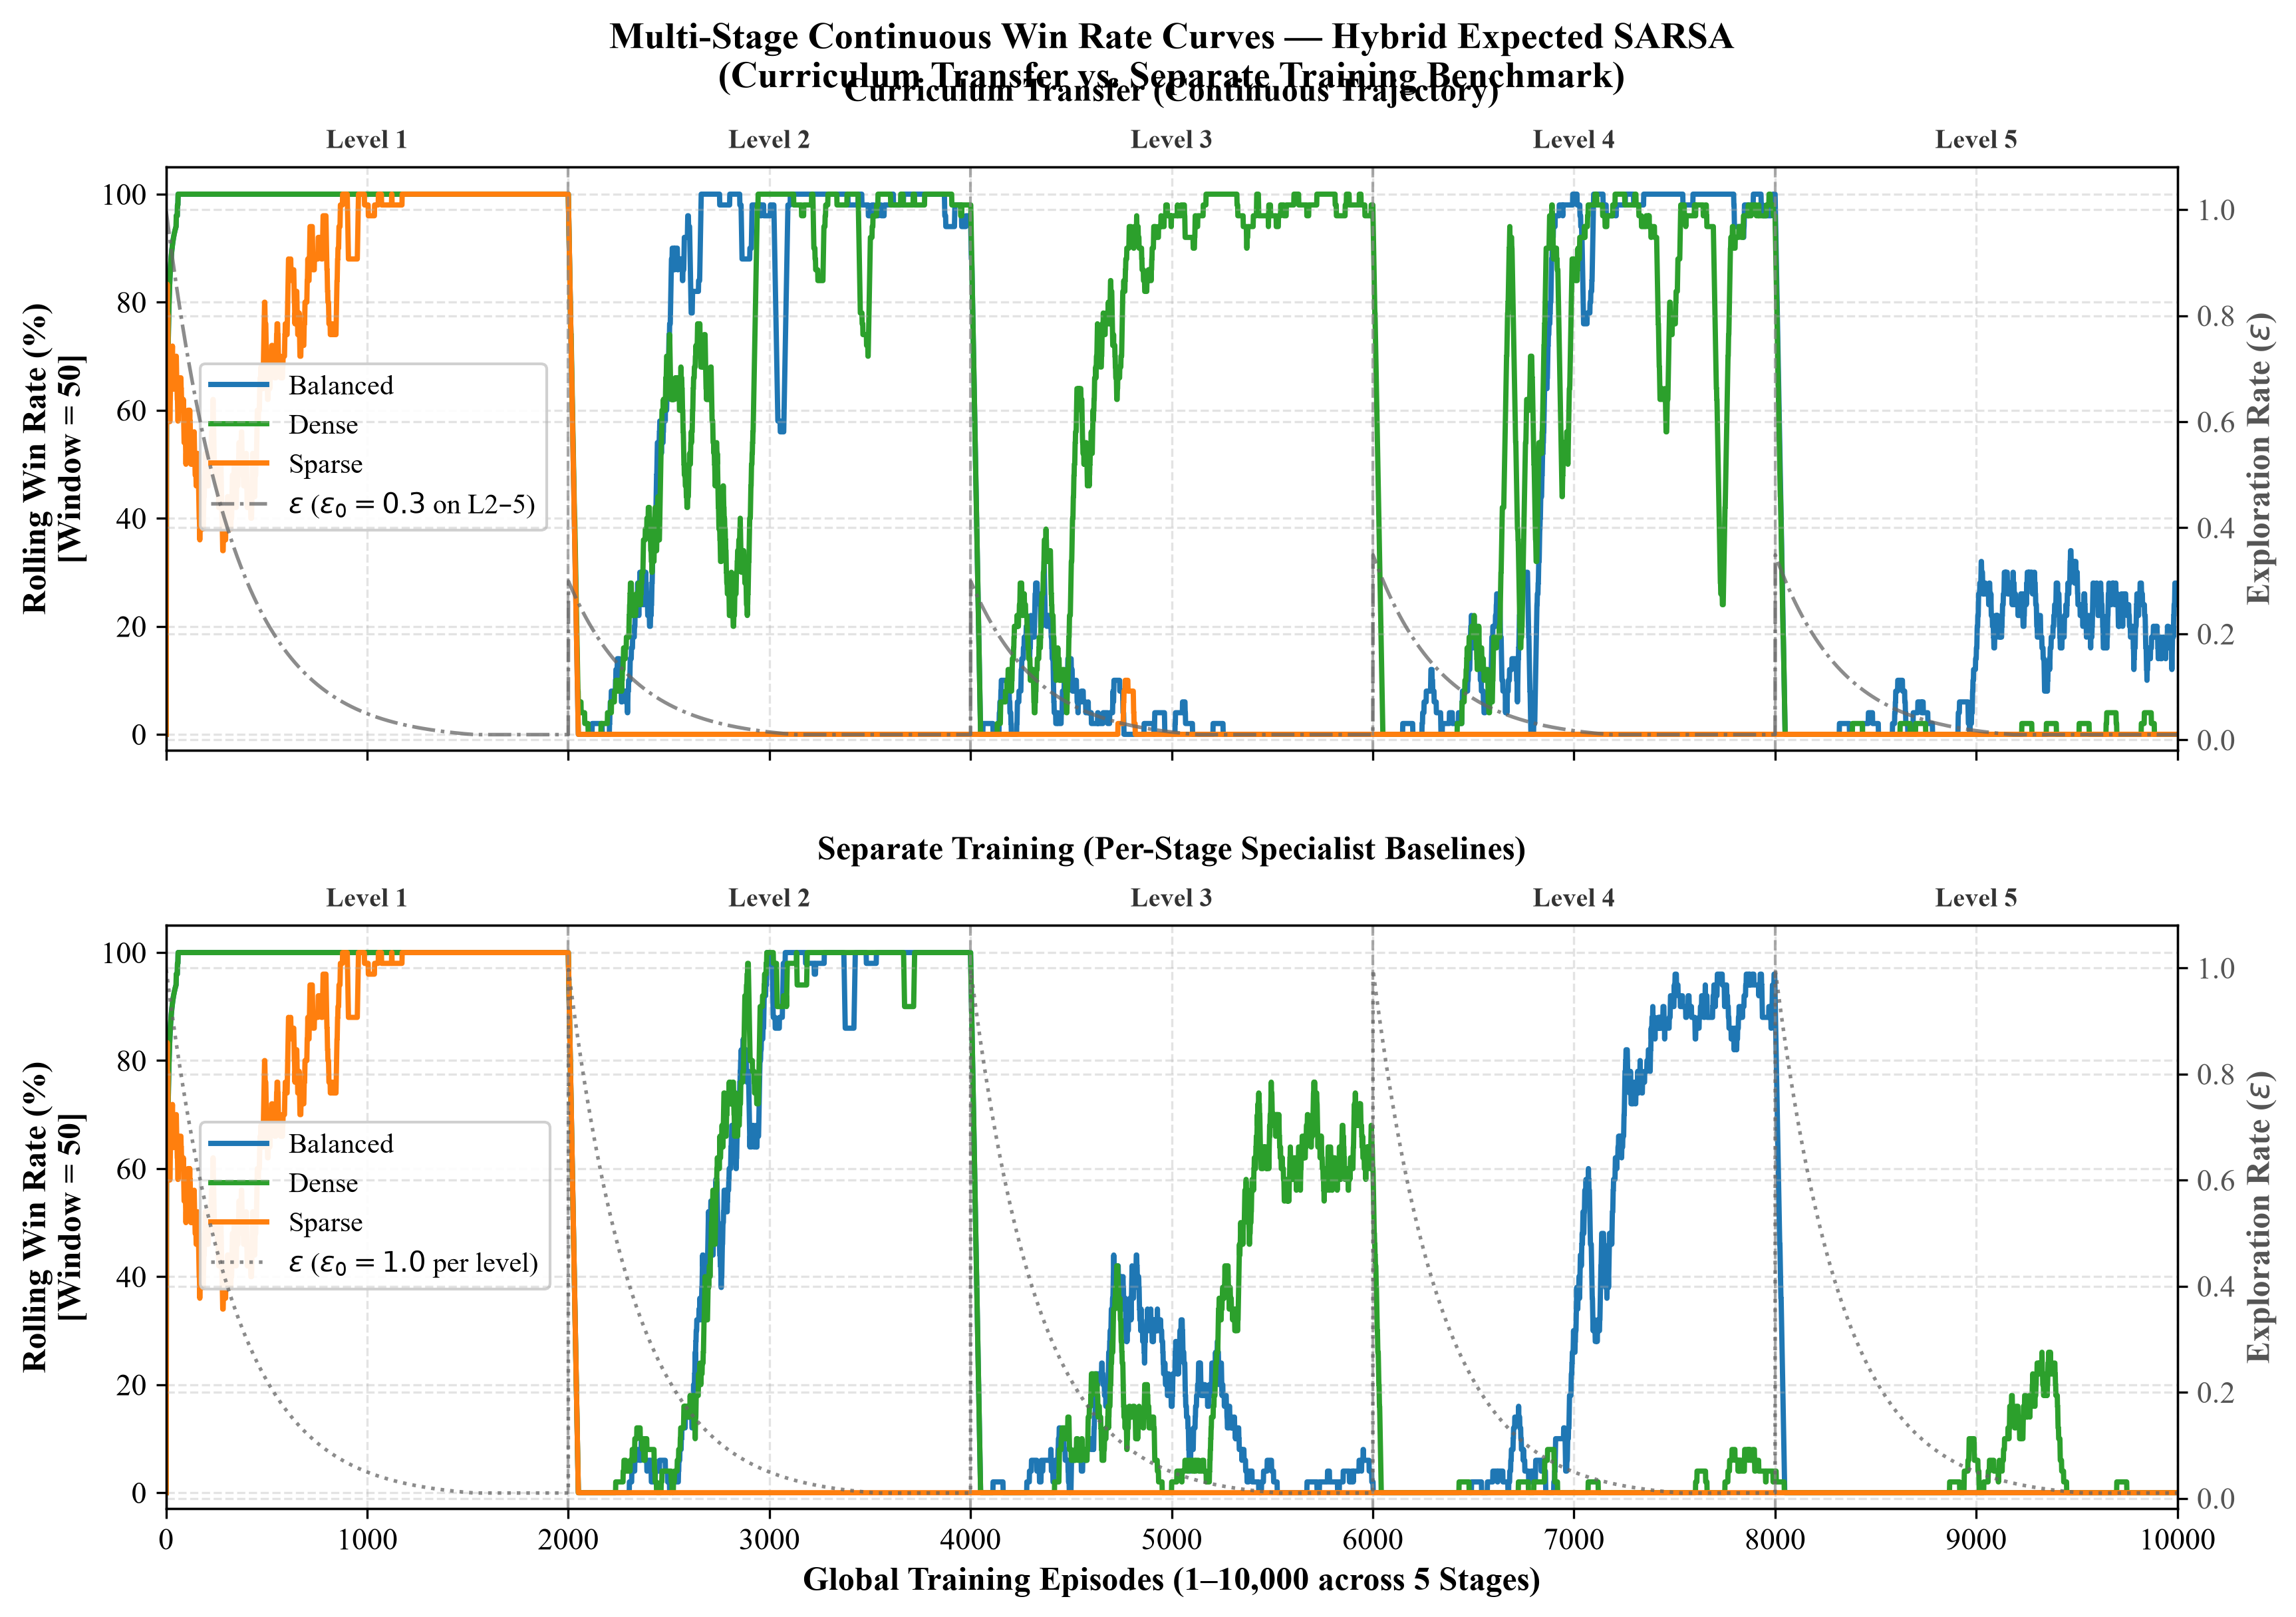 Multi-Stage Continuous Win Rate Curves — Hybrid Expected SARSA
(Curriculum Transfer vs. Separate Training Benchmark)
Curriculum Transfer (Continuous Trajectory)
Level 1 Level 2 Level 3 Level 4 Level 5
Rolling Win Rate (%)
[Window = 50]
100
80
60
40
20
0
Balanced
Dense
Sparse
ε (ε₀ = 0.3 on L2–5)
1.0
0.8
0.6
0.4
0.2
0.0
Exploration Rate (ε)
Separate Training (Per-Stage Specialist Baselines)
Level 1 Level 2 Level 3 Level 4 Level 5
Rolling Win Rate (%)
[Window = 50]
100
80
60
40
20
0
Balanced
Dense
Sparse
ε (ε₀ = 1.0 per level)
1.0
0.8
0.6
0.4
0.2
0.0
Exploration Rate (ε)
0 1000 2000 3000 4000 5000 6000 7000 8000 9000 10000
Global Training Episodes (1–10,000 across 5 Stages)